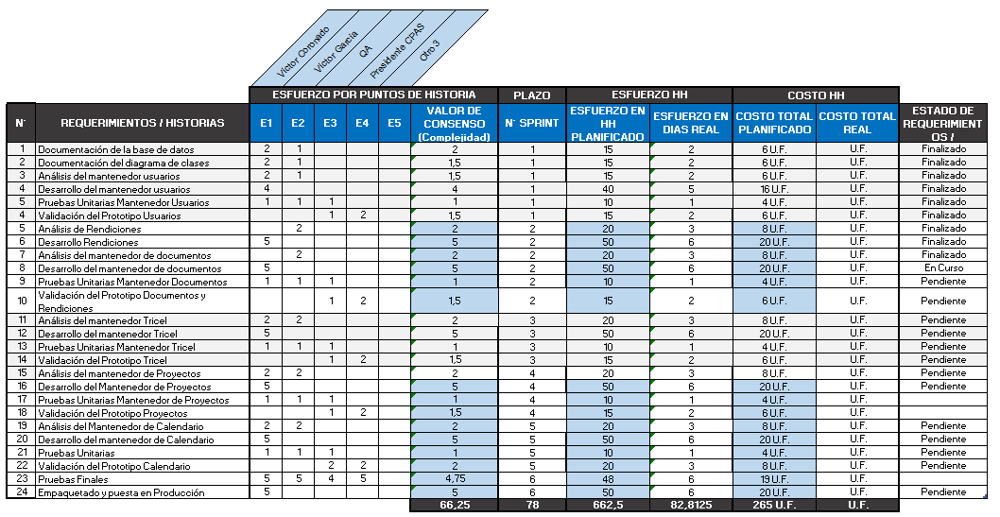 Víctor Coronado
Víctor García
QA
Presidente CPAS
Otro 3
ESFUERZO POR PUNTOS DE HISTORIA PLAZO ESFUERZO HH COSTO HH
N° REQUERIMIENTOS / HISTORIAS E1 E2 E3 E4 E5 VALOR DE CONSENSO (Complejidad) N° SPRINT ESFUERZO EN HH PLANIFICADO ESFUERZO EN DIAS REAL COSTO TOTAL PLANIFICADO COSTO TOTAL REAL ESTADO DE REQUERIMIENT OS /
1 Documentación de la base de datos 2 1 2 1 15 2 6 U.F. U.F. Finalizado
2 Documentación del diagrama de clases 2 1 1,5 1 15 2 6 U.F. U.F. Finalizado
3 Análisis del mantenedor usuarios 2 1 1,5 1 15 2 6 U.F. U.F. Finalizado
4 Desarrollo del mantenedor usuarios 4 4 1 40 5 16 U.F. U.F. Finalizado
5 Pruebas Unitarias Mantenedor Usuarios 1 1 1 1 1 10 1 4 U.F. U.F. Finalizado
4 Validación del Prototipo Usuarios 1 2 1,5 1 15 2 6 U.F. U.F. Finalizado
5 Análisis de Rendiciones 2 2 2 20 3 8 U.F. U.F. Finalizado
6 Desarrollo Rendiciones 5 5 2 50 6 20 U.F. U.F. Finalizado
7 Análisis del mantenedor de documentos 2 2 2 20 3 8 U.F. U.F. Finalizado
8 Desarrollo del mantenedor de documentos 5 5 2 50 6 20 U.F. U.F. En Curso
9 Pruebas Unitarias Mantenedor Documentos 1 1 1 1 2 10 1 4 U.F. U.F. Pendiente
10 Validación del Prototipo Documentos y Rendiciones 1 2 1,5 2 15 2 6 U.F. U.F. Pendiente
11 Análisis del mantenedor Tricel 2 2 2 3 20 3 8 U.F. U.F. Pendiente
12 Desarrollo del mantenedor Tricel 5 5 3 50 6 20 U.F. U.F. Pendiente
13 Pruebas Unitarias Mantenedor Tricel 1 1 1 1 3 10 1 4 U.F. U.F. Pendiente
14 Validación del Prototipo Tricel 1 2 1,5 3 15 2 6 U.F. U.F. Pendiente
15 Análisis del mantenedor de Proyectos 2 2 2 4 20 3 8 U.F. U.F. Pendiente
16 Desarrollo del Mantenedor de Proyectos 5 5 4 50 6 20 U.F. U.F. Pendiente
17 Pruebas Unitarias Mantenedor de Proyectos 1 1 1 1 4 10 1 4 U.F. U.F.
18 Validación del Prototipo Proyectos 1 2 1,5 4 15 2 6 U.F. U.F.
19 Análisis del Mantenedor de Calendario 2 2 2 5 20 3 8 U.F. U.F. Pendiente
20 Desarrollo del mantenedor de Calendario 5 5 5 50 6 20 U.F. U.F. Pendiente
21 Pruebas Unitarias 1 1 1 1 5 10 1 4 U.F. U.F. Pendiente
22 Validación del Prototipo Calendario 2 2 2 5 20 3 8 U.F. U.F. Pendiente
23 Pruebas Finales 5 5 4 5 4,75 6 48 6 19 U.F. U.F.
24 Empaquetado y puesta en Producción 5 5 6 50 6 20 U.F. U.F. Pendiente
66,25 78 662,5 82,8125 265 U.F. U.F.